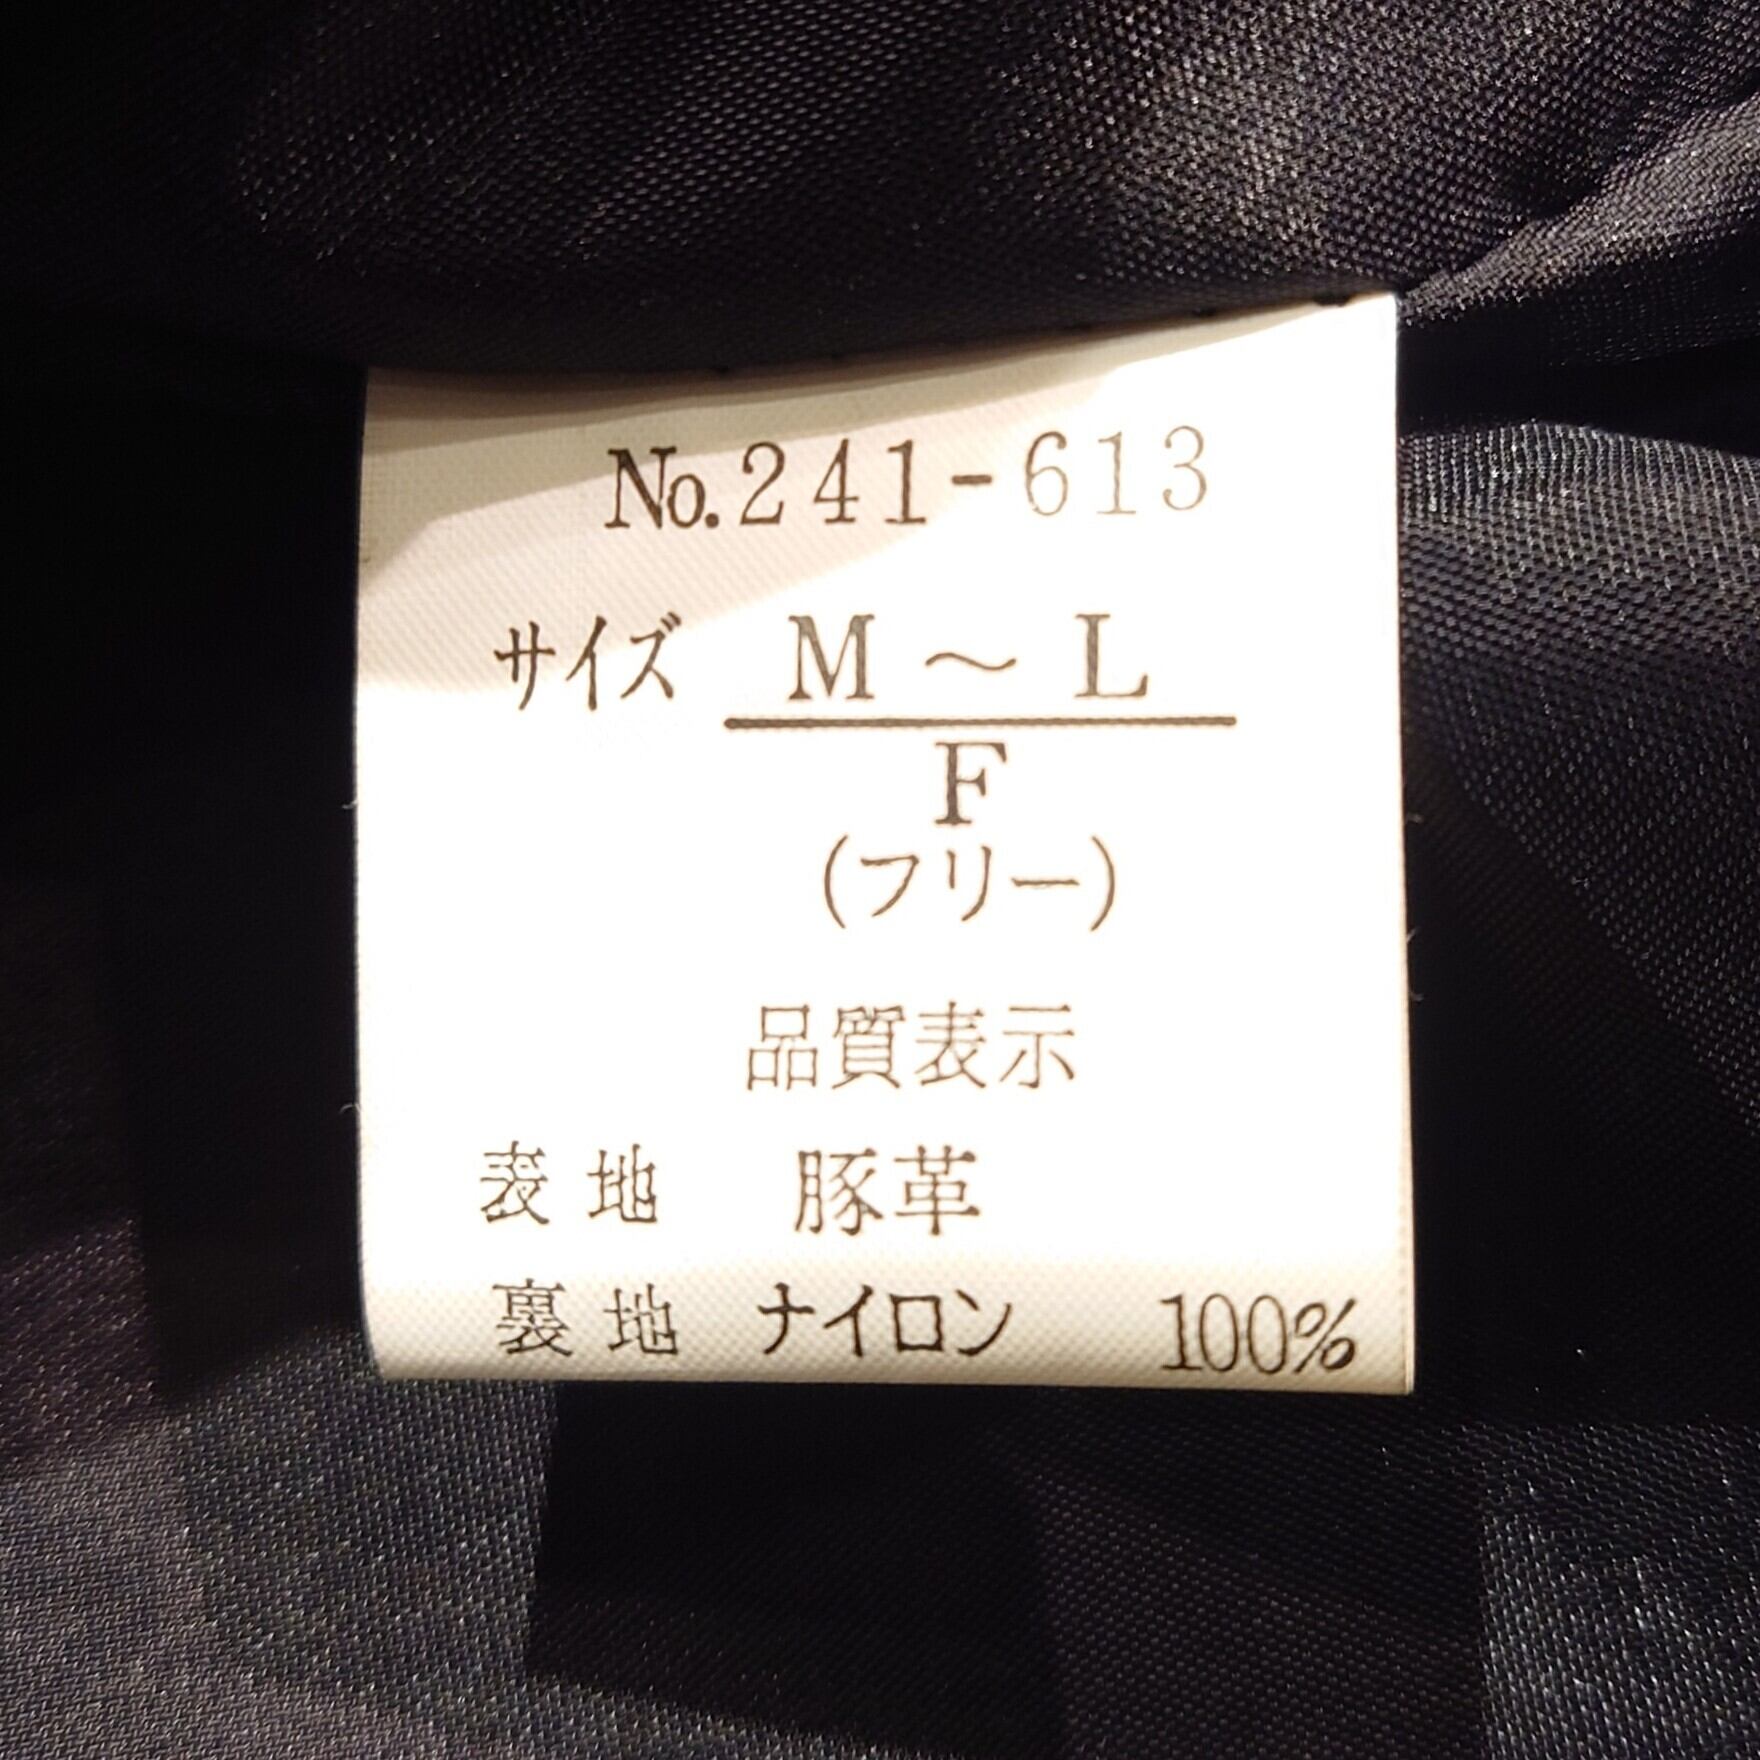 No.241-613
サイズ M ～ L
F
(フリー)
品質表示
表地 豚革
裏地 ナイロン 100%